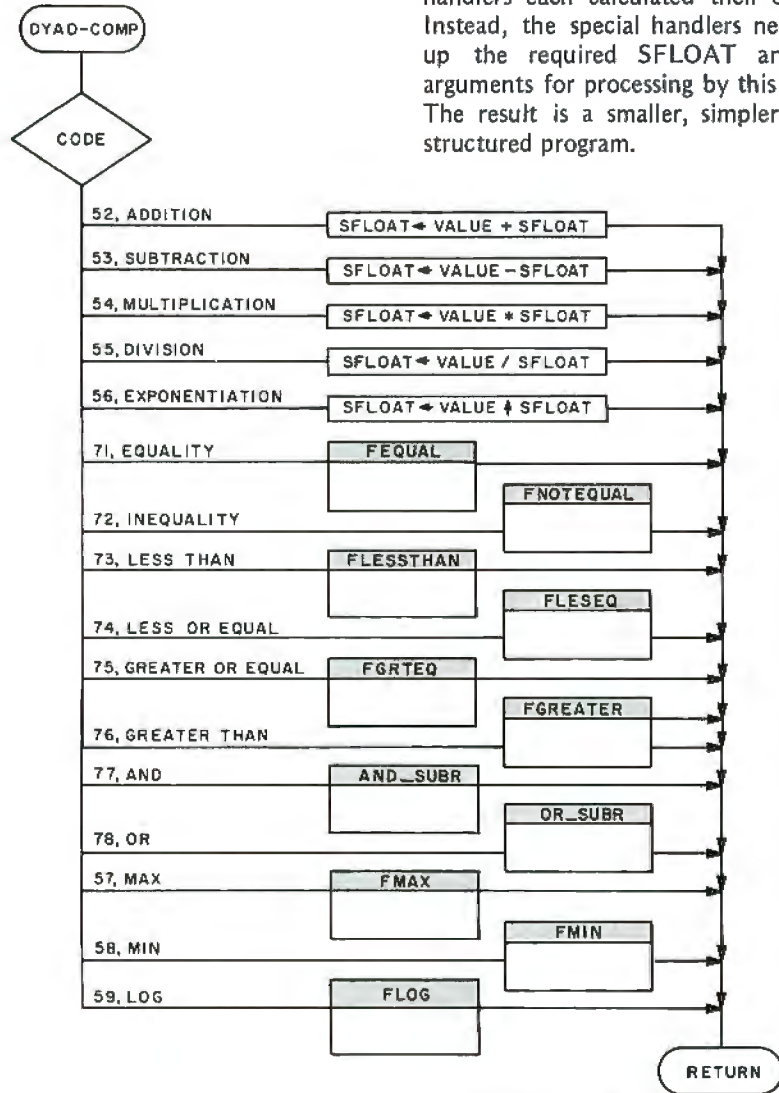 handlers each calculated their
Instead, the special handlers
up the required SFLOAT
arguments for processing by this
The result is a smaller, simpler
structured program.
DYAD-COMP
CODE
52, ADDITION
SFLOAT← VALUE + SFLOAT
53, SUBTRACTION
SFLOAT← VALUE-SFLOAT
54, MULTIPLICATION
SFLOAT← VALUE * SFLOAT
55, DIVISION
SFLOAT← VALUE / SFLOAT
56, EXPONENTIATION
SFLOAT← VALUE ↑ SFLOAT
71, EQUALITY
FEQUAL
FNOTEQUAL
72, INEQUALITY
73, LESS THAN
FLESSTHAN
FLESEQ
74, LESS OR EQUAL
75, GREATER OR EQUAL
FGRTEQ
FGREATER
76, GREATER THAN
77, AND
AND_SUBR
OR_SUBR
78, OR
57, MAX
FMAX
FMIN
58, MIN
59, LOG
FLOG
RETURN